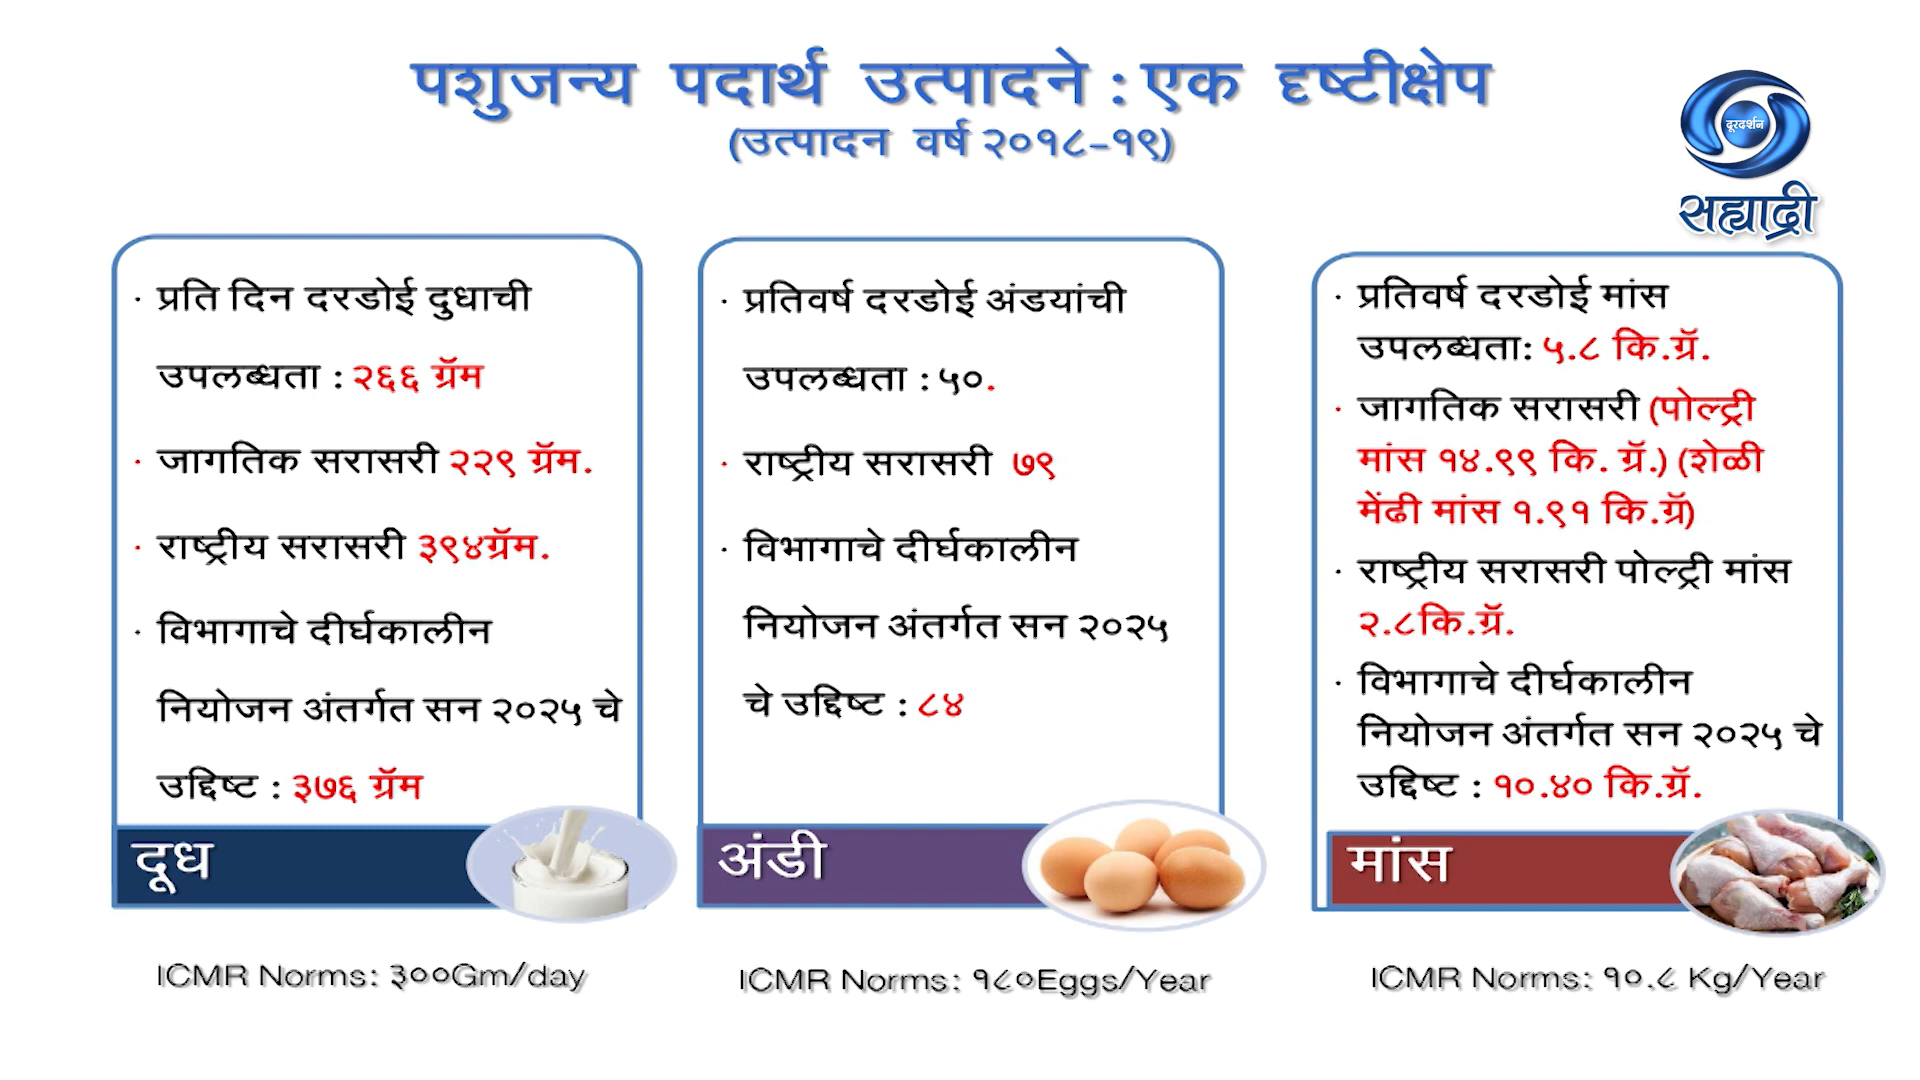 पशुजन्य पदार्थ उत्पादने : एक दृष्टीक्षेप
(उत्पादन वर्ष २०१८-१९)
दूरदर्शन
सह्याद्री
· प्रति दिन दरडोई दुधाची
उपलब्धता : २६६ ग्रॅम
· जागतिक सरासरी २२९ ग्रॅम.
· राष्ट्रीय सरासरी ३९४ग्रॅम.
· विभागाचे दीर्घकालीन
नियोजन अंतर्गत सन २०२५ चे
उद्दिष्ट : ३७६ ग्रॅम
दूध
ICMR Norms: ३००Gm/day
· प्रतिवर्ष दरडोई अंडयांची
उपलब्धता : ५०.
· राष्ट्रीय सरासरी ७९
· विभागाचे दीर्घकालीन
नियोजन अंतर्गत सन २०२५
चे उद्दिष्ट : ८४
अंडी
ICMR Norms: १८०Eggs/Year
· प्रतिवर्ष दरडोई मांस
उपलब्धता: ५.८ कि.ग्रॅ.
· जागतिक सरासरी (पोल्ट्री
मांस १४.९९ कि. ग्रॅ.) (शेळी
मेंढी मांस १.९१ कि.ग्रॅ)
· राष्ट्रीय सरासरी पोल्ट्री मांस
२.८कि.ग्रॅ.
· विभागाचे दीर्घकालीन
नियोजन अंतर्गत सन २०२५ चे
उद्दिष्ट : १०.४० कि.ग्रॅ.
मांस
ICMR Norms: १०.८ Kg/Year